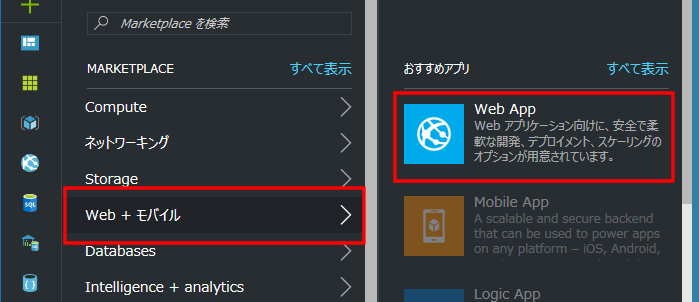 Marketplace を検索
MARKETPLACE すべて表示
Compute
ネットワーキング
Storage
Web + モバイル
Databases
Intelligence + analytics
おすすめアプリ すべて表示
Web App
Web アプリケーション向けに、安全で柔
軟な開発、デプロイメント、スケーリングの
オプションが用意されています。
Mobile App
A scalable and secure backend
that can be used to power apps
on any platform – iOS, Android,
Logic App
SQL